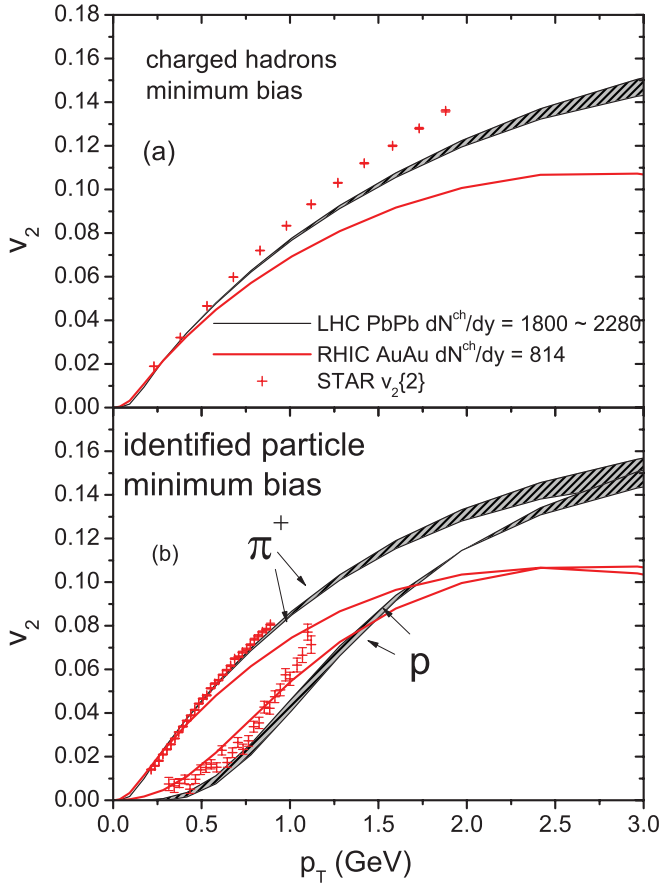 0.16
0.14
0.12
0.10
0.08
0.06
0.04
0.02
0.00
v₂
charged hadrons
minimum bias
(a)
LHC PbPb dNᶜʰ/dy = 1800 ~ 2280
RHIC AuAu dNᶜʰ/dy = 814
STAR v₂{2}
0.16
0.14
0.12
0.10
0.08
0.06
0.04
0.02
0.00
v₂
identified particle
minimum bias
(b)
π⁺
p
0.0 0.5 1.0 1.5 2.0 2.5 3.0
p_T (GeV)